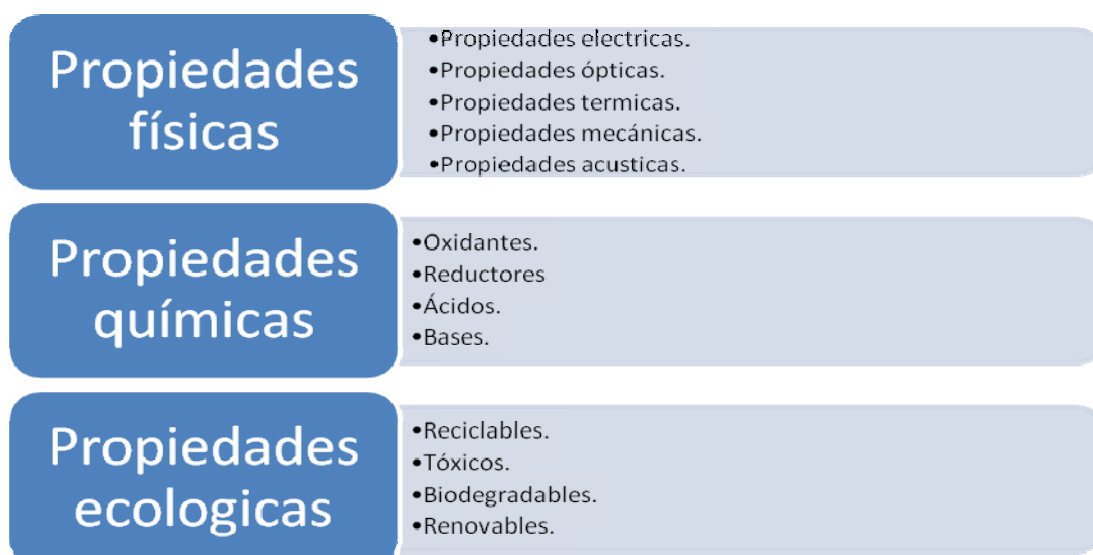 Propiedades
físicas
•Propiedades electricas.
•Propiedades ópticas.
•Propiedades termicas.
•Propiedades mecánicas.
•Propiedades acusticas.
Propiedades
químicas
•Oxidantes.
•Reductores
•Ácidos.
•Bases.
Propiedades
ecologicas
•Reciclables.
•Tóxicos.
•Biodegradables.
•Renovables.